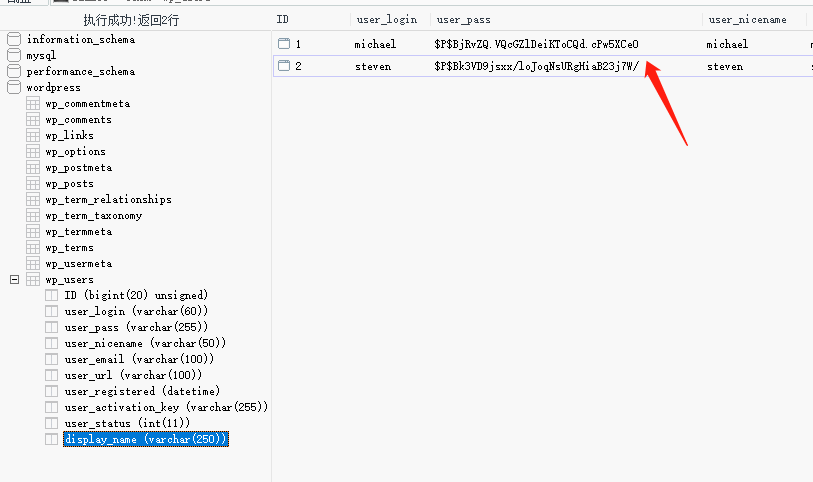 执行成功!返回2行
ID user_login user_pass user_nicename
information_schema
1 michael $P$BjRvZQ.VQcGZlDeiKToCQd.cPw5XCe0 michael
mysql
performance_schema
2 steven $P$Bk3VD9jsxx/loJoqNsURgHiaB23j7W/ steven
wordpress
wp_commentmeta
wp_comments
wp_links
wp_options
wp_postmeta
wp_posts
wp_term_relationships
wp_term_taxonomy
wp_termmeta
wp_terms
wp_usermeta
wp_users
ID (bigint(20) unsigned)
user_login (varchar(60))
user_pass (varchar(255))
user_nicename (varchar(50))
user_email (varchar(100))
user_url (varchar(100))
user_registered (datetime)
user_activation_key (varchar(255))
user_status (int(11))
display_name (varchar(250))